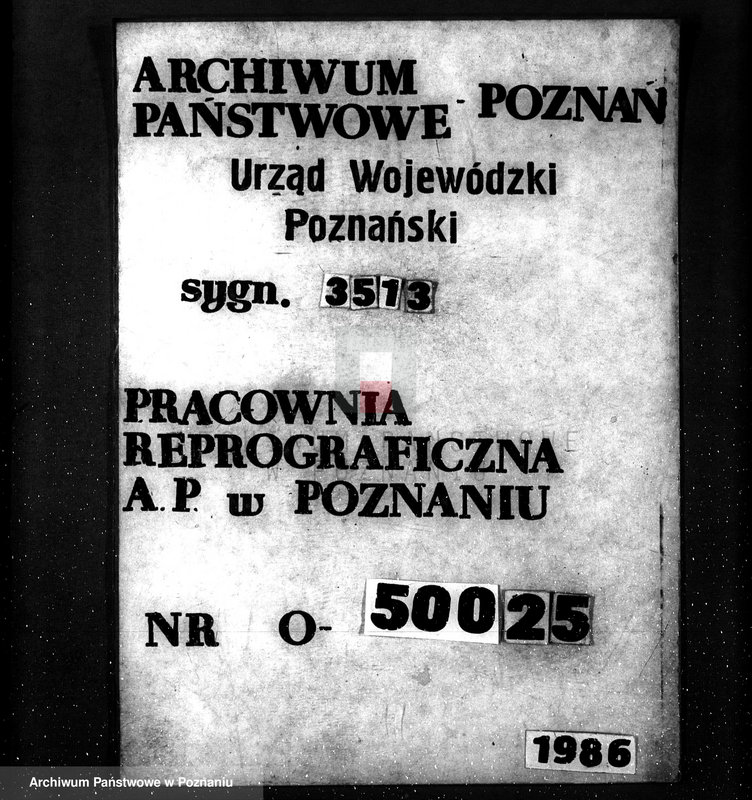 ARCHIWUM
PAŃSTWOWE - POZNAŃ
Urząd Wojewódzki
Poznański
sygn. 3513
PRACOWNIA
REPROGRAFICZNA
A.P. w POZNANIU
NR O- 50025
1986
Archiwum Państwowe w Poznaniu